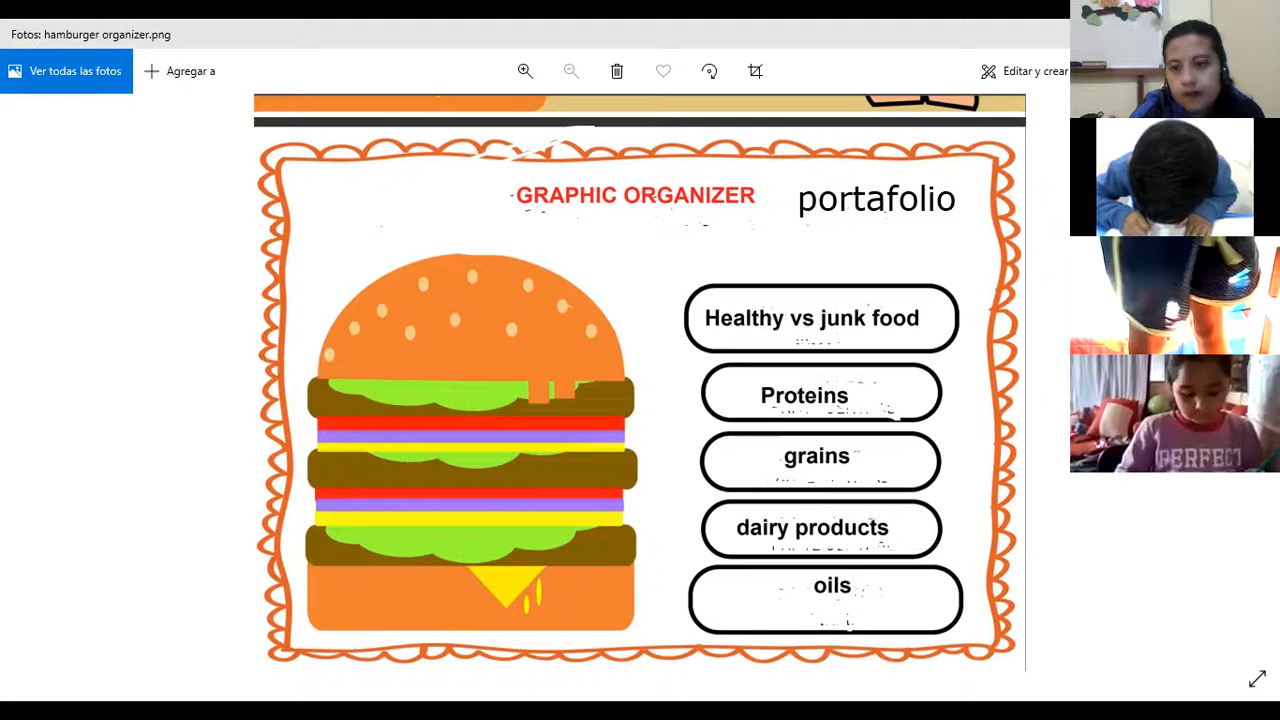 Fotos: hamburger organizer.png
Ver todas las fotos
Agregar a
Editar y crear
GRAPHIC ORGANIZER
portafolio
Healthy vs junk food
Proteins
grains
dairy products
oils
PERFECT